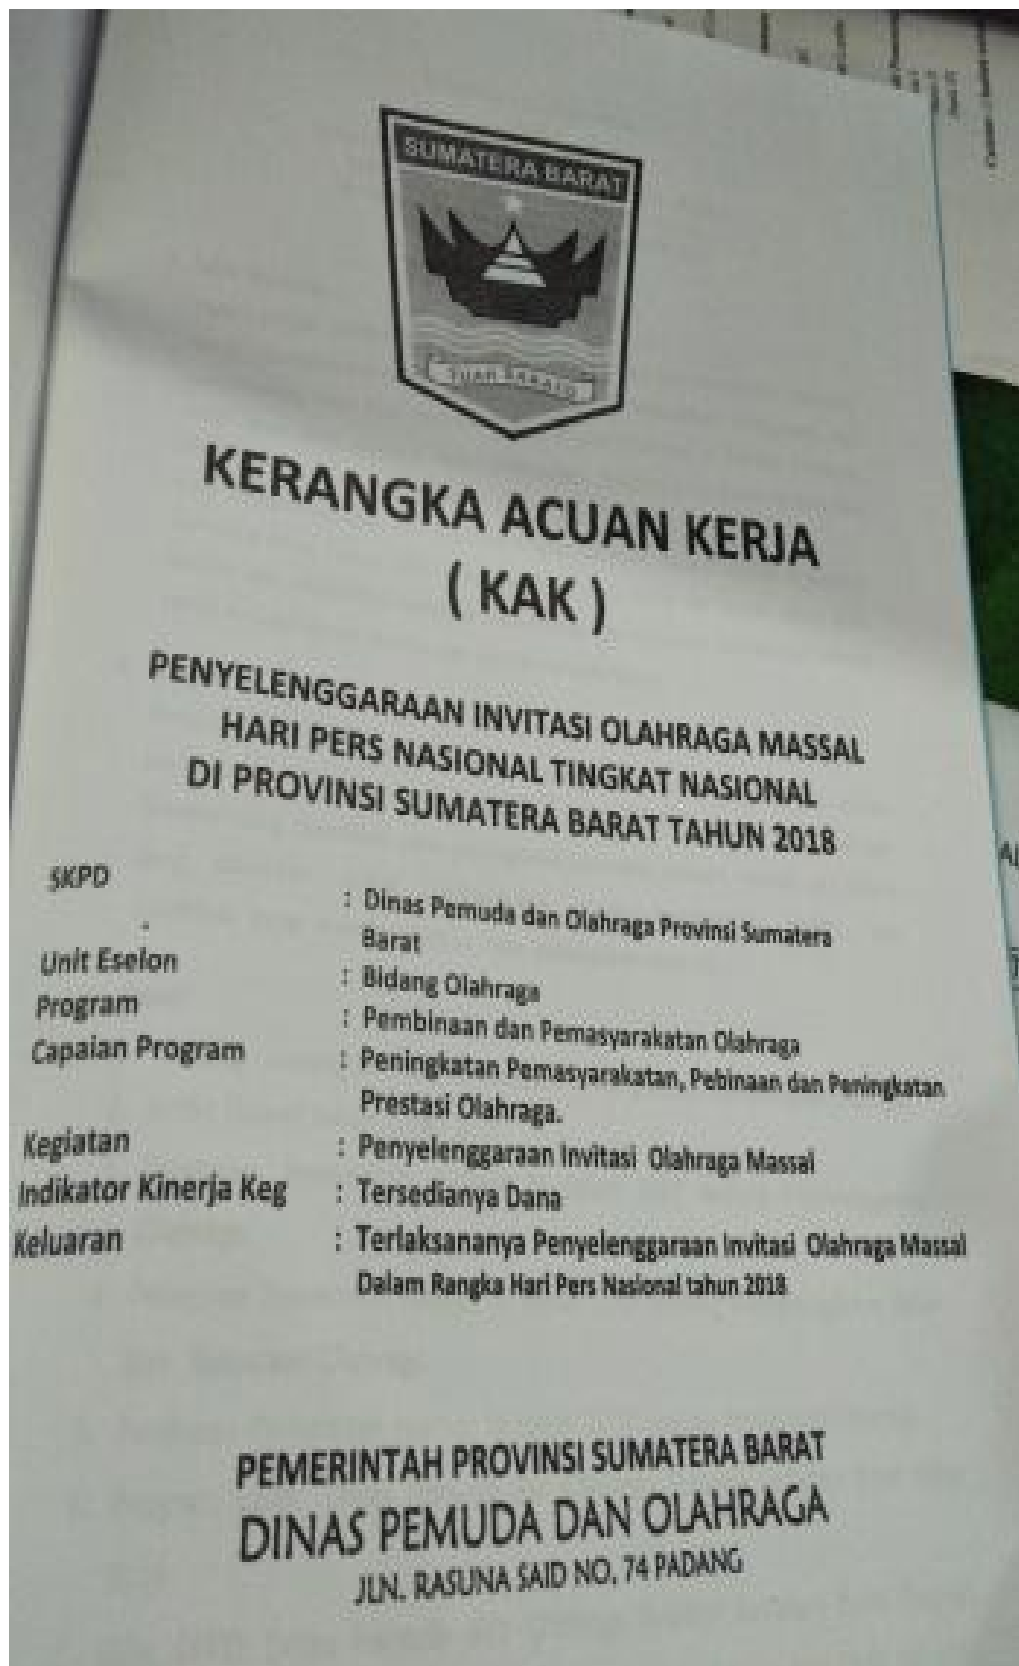 SUMATERA BARAT
TUAH SAKATO
KERANGKA ACUAN KERJA
( KAK )
PENYELENGGARAAN INVITASI OLAHRAGA MASSAL
HARI PERS NASIONAL TINGKAT NASIONAL
DI PROVINSI SUMATERA BARAT TAHUN 2018
SKPD : Dinas Pemuda dan Olahraga Provinsi Sumatera
Barat
Unit Eselon : Bidang Olahraga
Program : Pembinaan dan Pemasyarakatan Olahraga
Capaian Program : Peningkatan Pemasyarakatan, Pebinaan dan Peningkatan
Prestasi Olahraga.
Kegiatan : Penyelenggaraan Invitasi Olahraga Massal
Indikator Kinerja Keg : Tersedianya Dana
Keluaran : Terlaksananya Penyelenggaraan Invitasi Olahraga Massal
Dalam Rangka Hari Pers Nasional tahun 2018
PEMERINTAH PROVINSI SUMATERA BARAT
DINAS PEMUDA DAN OLAHRAGA
JLN. RASUNA SAID NO. 74 PADANG